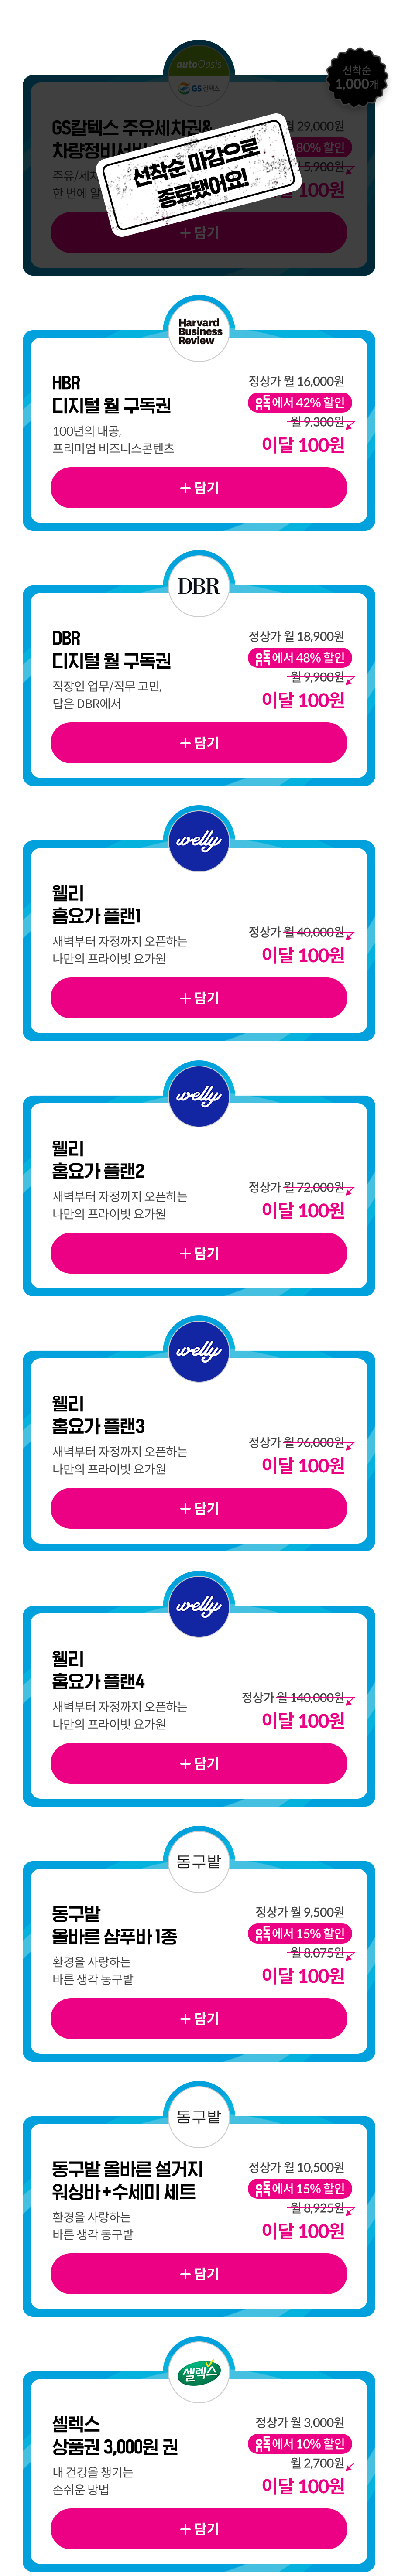 autoOasis
GS 칼텍스
선착순
1,000개
GS칼텍스 주유세차권&
월 29,000원
80% 할인
5,900원
100원
주유/세차
한 번에 알
선착순 마감으로
종료됐어요!
+ 담기
Harvard
Business
Review
HBR
디지털 월 구독권
100년의 내공,
프리미엄 비즈니스콘텐츠
정상가 월 16,000원
유독에서 42% 할인
월 9,300원
이달 100원
+ 담기
DBR
DBR
디지털 월 구독권
직장인 업무/직무 고민,
답은 DBR에서
정상가 월 18,900원
유독에서 48% 할인
월 9,900원
이달 100원
+ 담기
welly
웰리
홈요가 플랜1
새벽부터 자정까지 오픈하는
나만의 프라이빗 요가원
정상가 월 40,000원
이달 100원
+ 담기
welly
웰리
홈요가 플랜2
새벽부터 자정까지 오픈하는
나만의 프라이빗 요가원
정상가 월 72,000원
이달 100원
+ 담기
welly
웰리
홈요가 플랜3
새벽부터 자정까지 오픈하는
나만의 프라이빗 요가원
정상가 월 96,000원
이달 100원
+ 담기
welly
웰리
홈요가 플랜4
새벽부터 자정까지 오픈하는
나만의 프라이빗 요가원
정상가 월 140,000원
이달 100원
+ 담기
동구밭
동구밭
올바른 샴푸바 1종
환경을 사랑하는
바른 생각 동구밭
정상가 월 9,500원
유독에서 15% 할인
월 8,075원
이달 100원
+ 담기
동구밭
동구밭 올바른 설거지
워싱바+수세미 세트
환경을 사랑하는
바른 생각 동구밭
정상가 월 10,500원
유독에서 15% 할인
월 8,925원
이달 100원
+ 담기
셀렉스
셀렉스
상품권 3,000원 권
내 건강을 챙기는
손쉬운 방법
정상가 월 3,000원
유독에서 10% 할인
월 2,700원
이달 100원
+ 담기